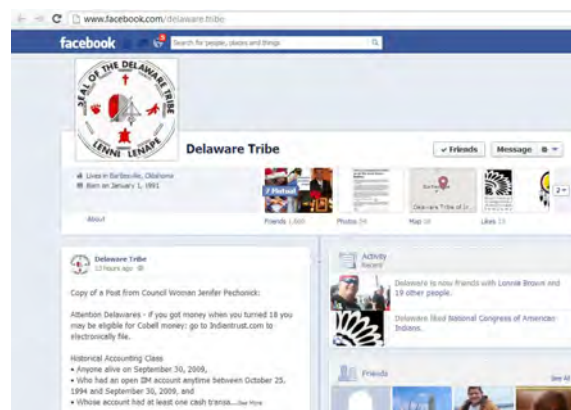 www.facebook.com/delaware.tribe
facebook
Search for people, places and things
SEAL OF THE DELAWARE TRIBE
LENNI LENAPE
Delaware Tribe
✓ Friends
Message
Lives in Bartlesville, Oklahoma
Born on January 1, 1991
About
7 Mutual
Friends
Photos
Map
Likes
Delaware Tribe
13 hours ago
Copy of a Post from Council Woman Jenifer Pechonick:
Attention Delawares - if you got money when you turned 18 you
may be eligible for Cobell money: go to Indiantrust.com to
electronically file.
Historical Accounting Class
• Anyone alive on September 30, 2009,
• Who had an open IIM account anytime between October 25,
1994 and September 30, 2009, and
• Whose account had at least one cash transa...See More
Activity
Recent
Delaware is now friends with Lonnie Brown and
19 other people.
Delaware liked National Congress of American
Indians.
Friends
See All